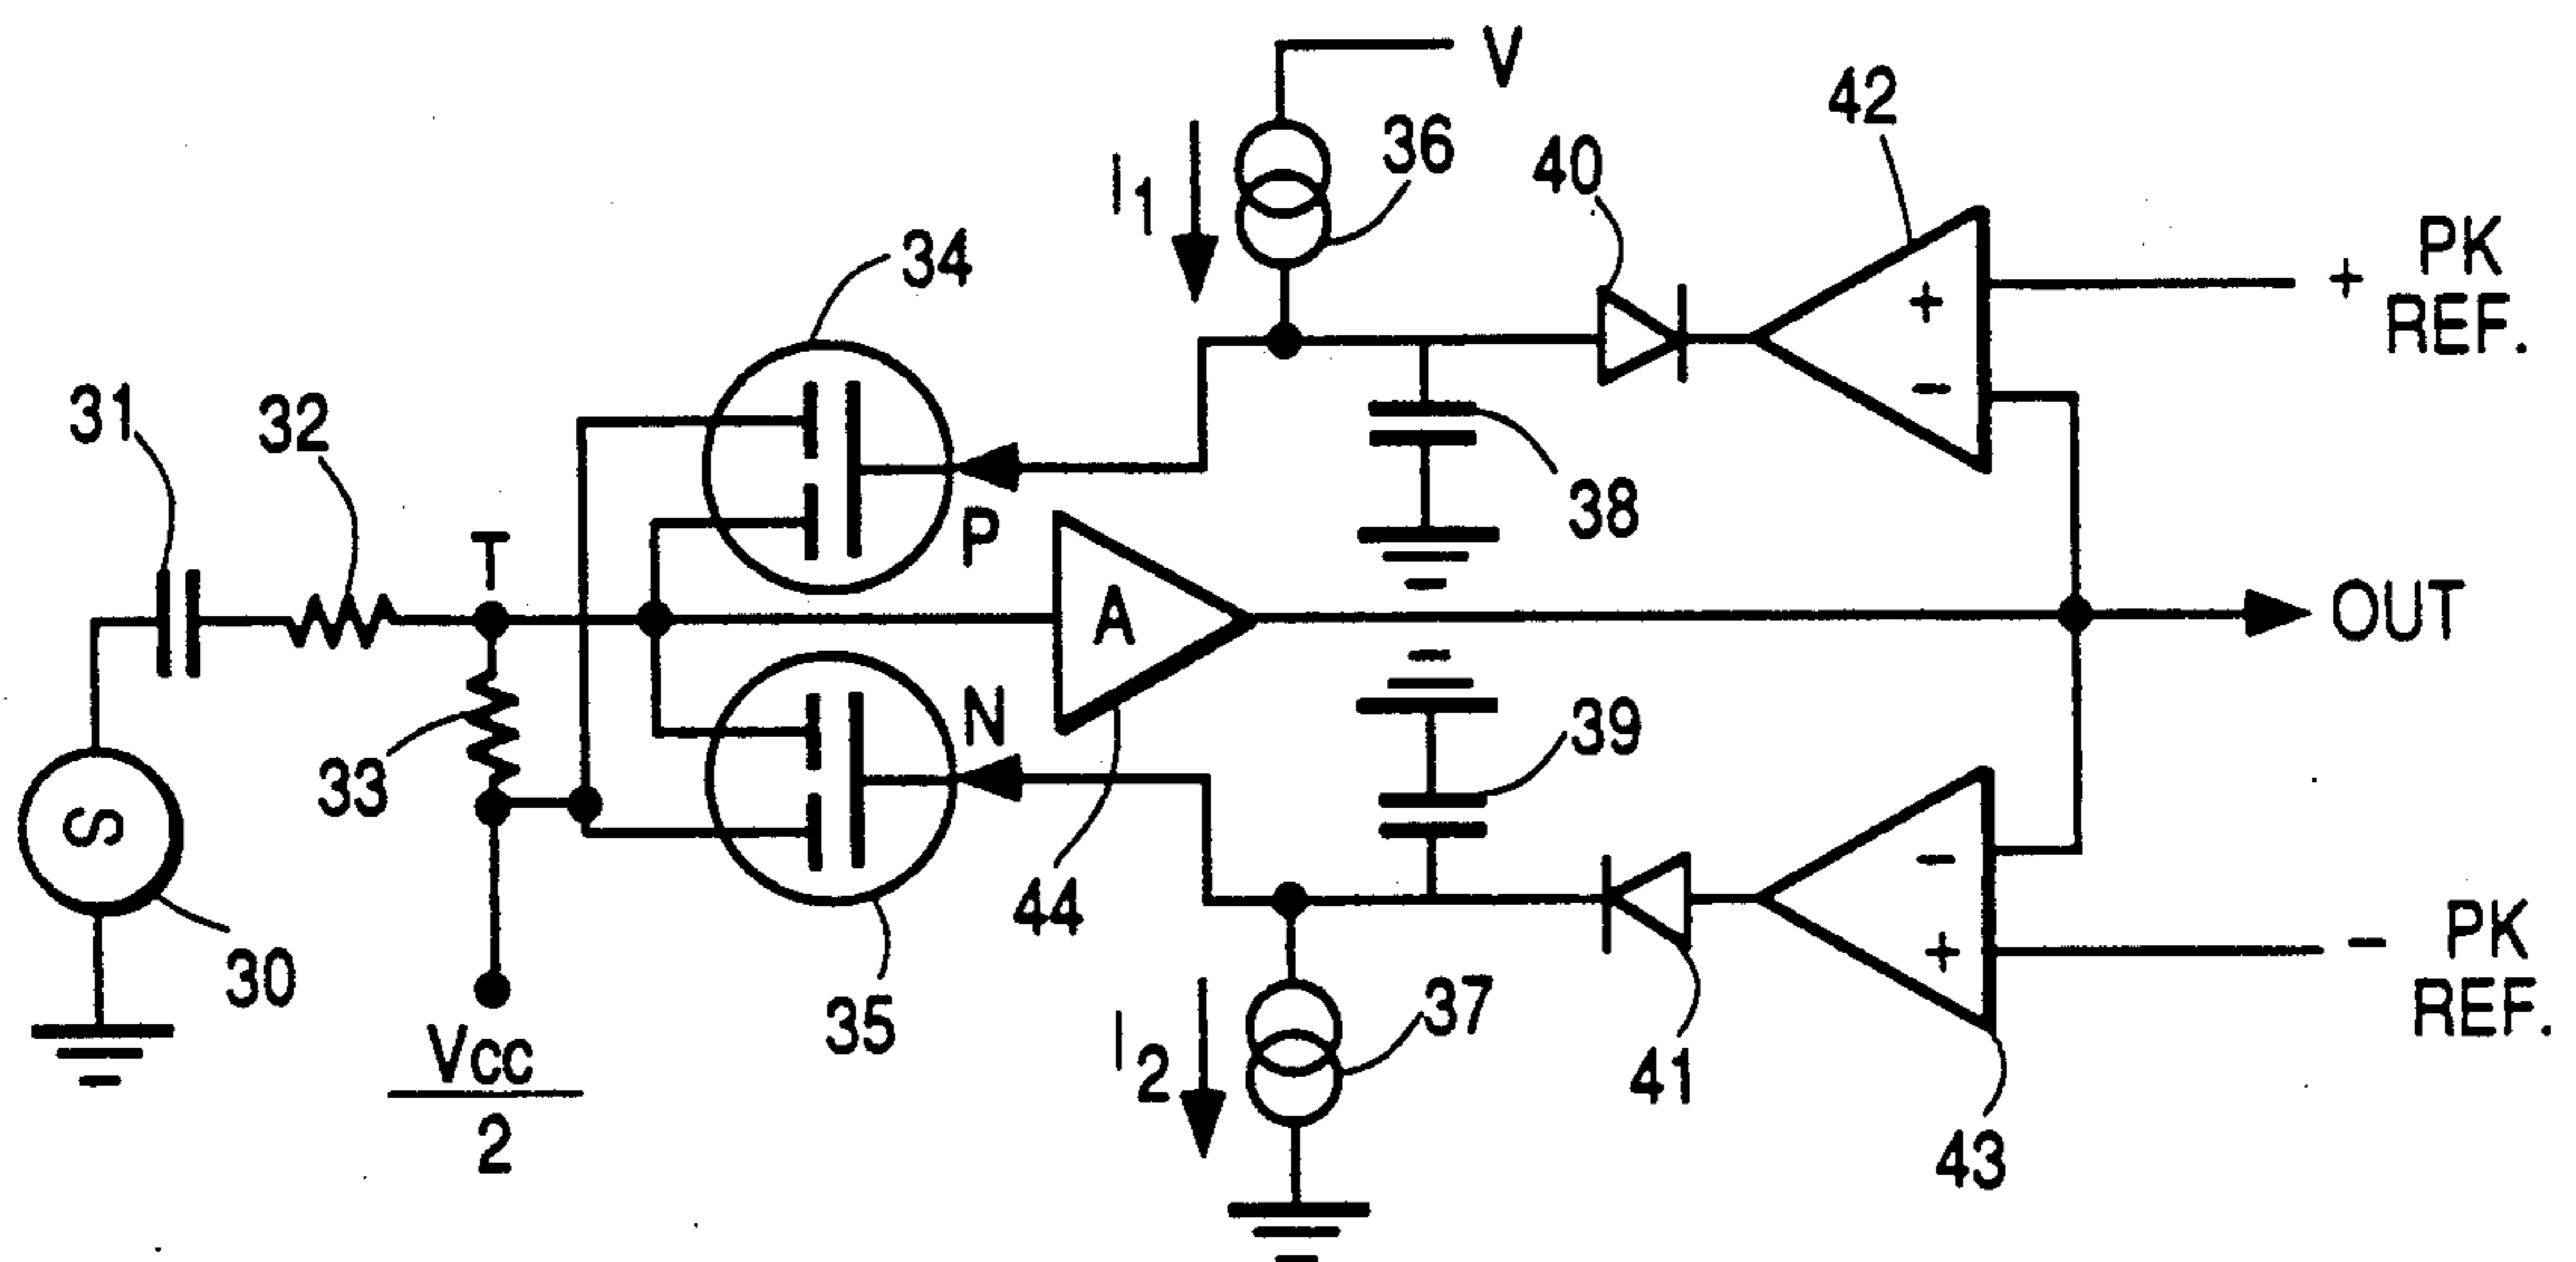 V
42
36
40
I1
+ PK
REF.
34
+
−
31
32
38
P
T
A
OUT
N
39
33
S
−
44
+
− PK
REF.
30
35
37
I2
41
Vcc
2
43